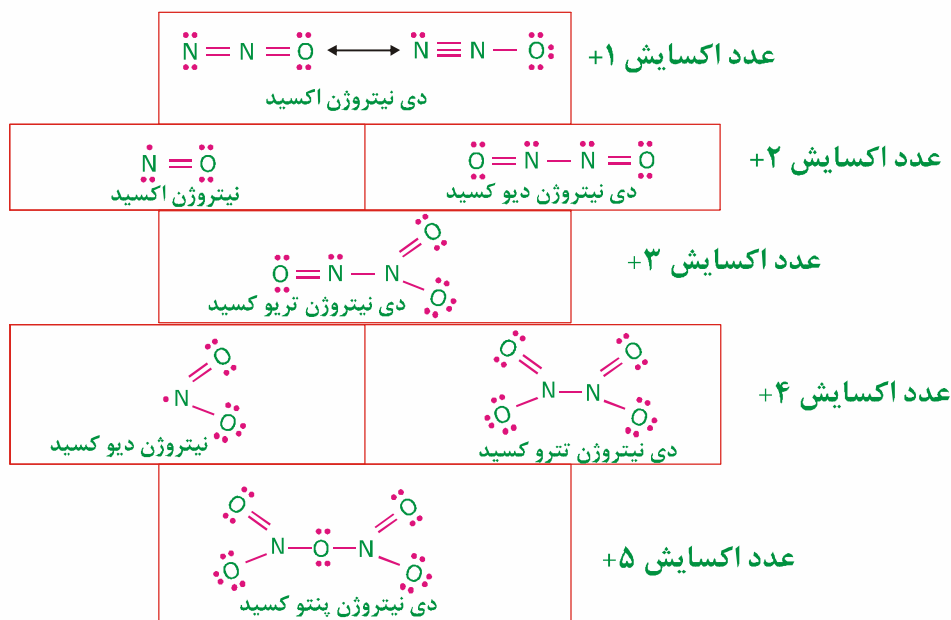 N = N = O ⟷ N ≡ N — O
عدد اکسایش ۱+
دی نیتروژن اکسید
N = O
O = N — N = O
عدد اکسایش ۲+
نیتروژن اکسید
دی نیتروژن دیو کسید
O = N — N
O
O
عدد اکسایش ۳+
دی نیتروژن تریو کسید
O
N
O
O
O
N — N
O
O
عدد اکسایش ۴+
نیتروژن دیو کسید
دی نیتروژن تترو کسید
O
O
N — O — N
O
O
عدد اکسایش ۵+
دی نیتروژن پنتو کسید